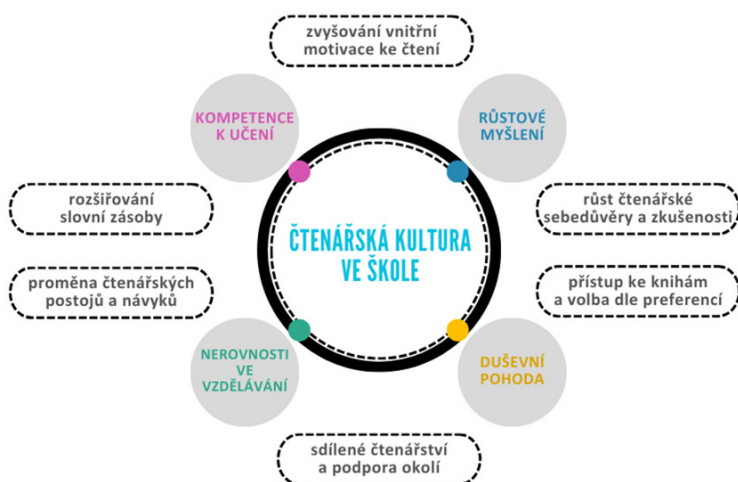 zvyšování vnitřní
motivace ke čtení
KOMPETENCE
K UČENÍ
RŮSTOVÉ
MYŠLENÍ
rozšiřování
slovní zásoby
růst čtenářské
sebedůvěry a zkušenosti
ČTENÁŘSKÁ KULTURA
VE ŠKOLE
proměna čtenářských
postojů a návyků
přístup ke knihám
a volba dle preferencí
NEROVNOSTI
VE
VZDĚLÁVÁNÍ
DUŠEVNÍ
POHODA
sdílené čtenářství
a podpora okolí